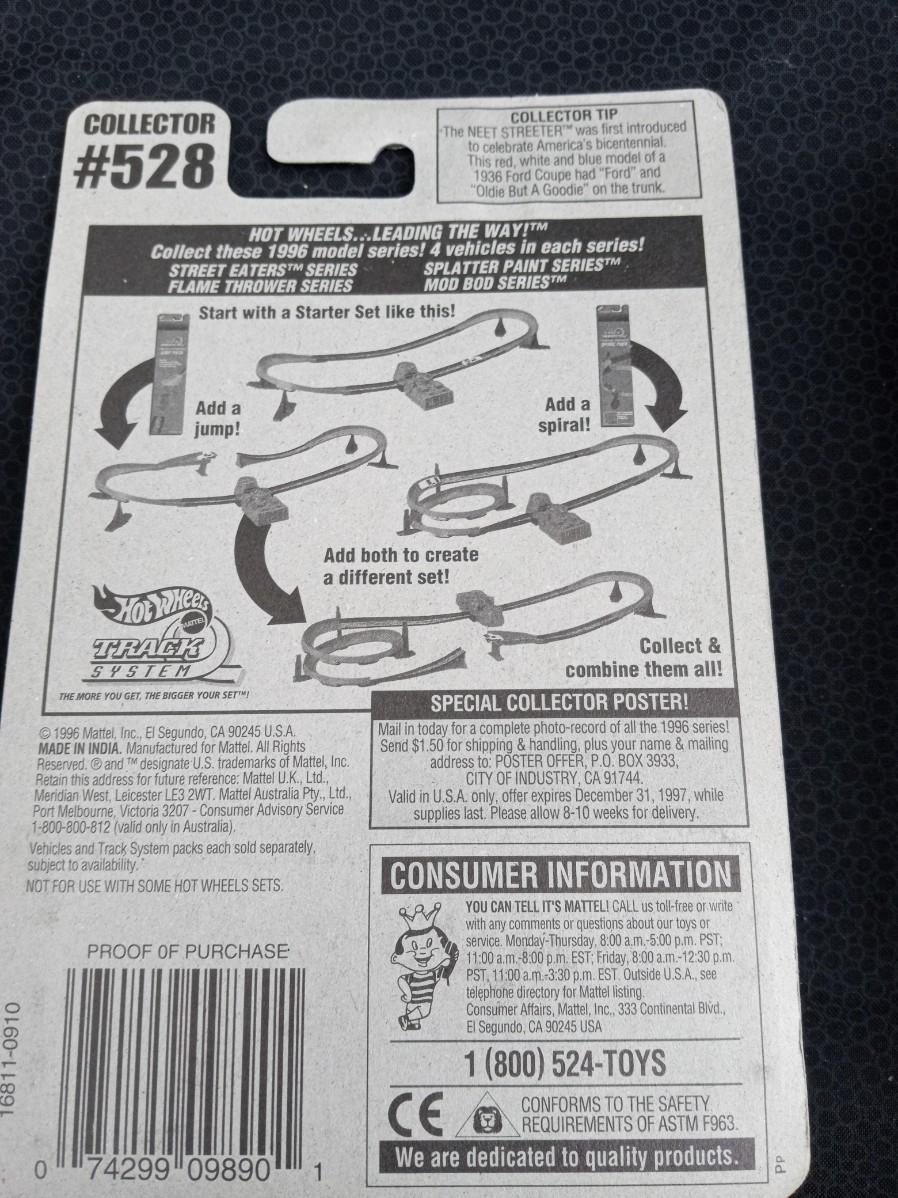 COLLECTOR
#528
COLLECTOR TIP
The NEET STREETER™ was first introduced
to celebrate America's bicentennial.
This red, white and blue model of a
1936 Ford Coupe had "Ford" and
"Oldie But A Goodie" on the trunk.
HOT WHEELS...LEADING THE WAY!™
Collect these 1996 model series! 4 vehicles in each series!
STREET EATERS™ SERIES SPLATTER PAINT SERIES™
FLAME THROWER SERIES MOD BOD SERIES™
Start with a Starter Set like this!
Add a
jump!
Add a
spiral!
Add both to create
a different set!
Hot Wheels
MATTEL
TRACK
SYSTEM
THE MORE YOU GET, THE BIGGER YOUR SET™!
Collect &
combine them all!
SPECIAL COLLECTOR POSTER!
Mail in today for a complete photo-record of all the 1996 series!
Send $1.50 for shipping & handling, plus your name & mailing
address to: POSTER OFFER, P.O. BOX 3933,
CITY OF INDUSTRY, CA 91744.
Valid in U.S.A. only, offer expires December 31, 1997, while
supplies last. Please allow 8-10 weeks for delivery.
© 1996 Mattel, Inc., El Segundo, CA 90245 U.S.A.
MADE IN INDIA. Manufactured for Mattel. All Rights
Reserved. ® and ™ designate U.S. trademarks of Mattel, Inc.
Retain this address for future reference: Mattel U.K., Ltd.,
Meridian West, Leicester LE3 2WT. Mattel Australia Pty., Ltd.,
Port Melbourne, Victoria 3207 - Consumer Advisory Service
1-800-800-812 (valid only in Australia).
Vehicles and Track System packs each sold separately,
subject to availability.
NOT FOR USE WITH SOME HOT WHEELS SETS.
CONSUMER INFORMATION
YOU CAN TELL IT'S MATTEL! CALL us toll-free or write
with any comments or questions about our toys or
service. Monday-Thursday, 8:00 a.m.-5:00 p.m. PST;
11:00 a.m.-8:00 p.m. EST; Friday, 8:00 a.m.-12:30 p.m.
PST, 11:00 a.m.-3:30 p.m. EST. Outside U.S.A., see
telephone directory for Mattel listing.
Consumer Affairs, Mattel, Inc., 333 Continental Blvd.,
El Segundo, CA 90245 USA
1 (800) 524-TOYS
CE
CONFORMS TO THE SAFETY
REQUIREMENTS OF ASTM F963.
We are dedicated to quality products.
PP
PROOF OF PURCHASE
16811-0910
0 74299 09890 1